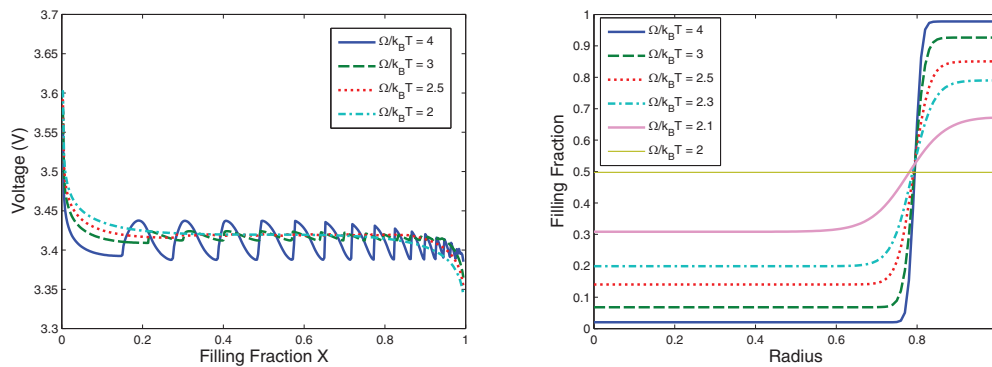 3.7
3.65
3.6
3.55
3.5
3.45
3.4
3.35
3.3
Voltage (V)
0
0.2
0.4
0.6
0.8
1
Filling Fraction X
Ω/k_BT = 4
Ω/k_BT = 3
Ω/k_BT = 2.5
Ω/k_BT = 2
1
0.9
0.8
0.7
0.6
0.5
0.4
0.3
0.2
0.1
0
Filling Fraction
0
0.2
0.4
0.6
0.8
Radius
Ω/k_BT = 4
Ω/k_BT = 3
Ω/k_BT = 2.5
Ω/k_BT = 2.3
Ω/k_BT = 2.1
Ω/k_BT = 2